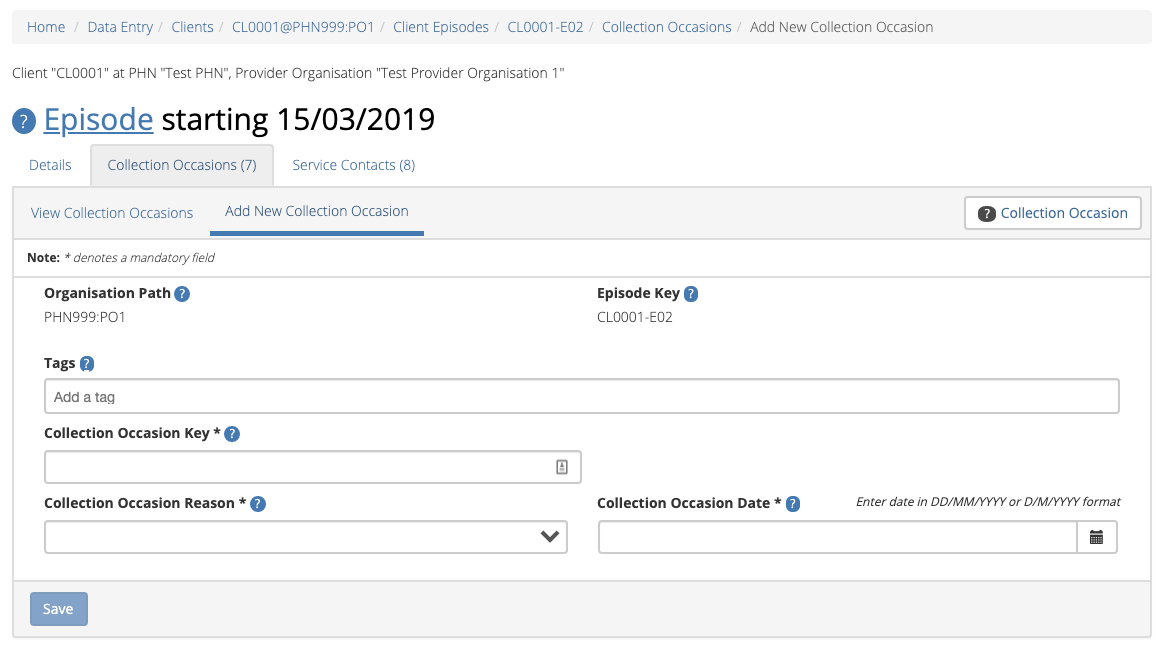 Home / Data Entry / Clients / CL0001@PHN999:PO1 / Client Episodes / CL0001-E02 / Collection Occasions / Add New Collection Occasion
Client "CL0001" at PHN "Test PHN", Provider Organisation "Test Provider Organisation 1"
? Episode starting 15/03/2019
Details Collection Occasions (7) Service Contacts (8)
View Collection Occasions Add New Collection Occasion ? Collection Occasion
Note: * denotes a mandatory field
Organisation Path ? Episode Key ?
PHN999:PO1 CL0001-E02
Tags ?
Add a tag
Collection Occasion Key * ?
Collection Occasion Reason * ? Collection Occasion Date * ? Enter date in DD/MM/YYYY or D/M/YYYY format
Save